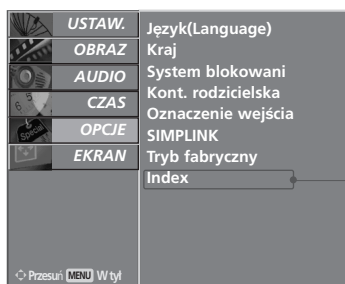 USTAW.
OBRAZ
AUDIO
CZAS
OPCJE
EKRAN
Język(Language)
Kraj
System blokowani
Kont. rodzicielska
Oznaczenie wejścia
SIMPLINK
Tryb fabryczny
Index
Przesuń MENU W tył